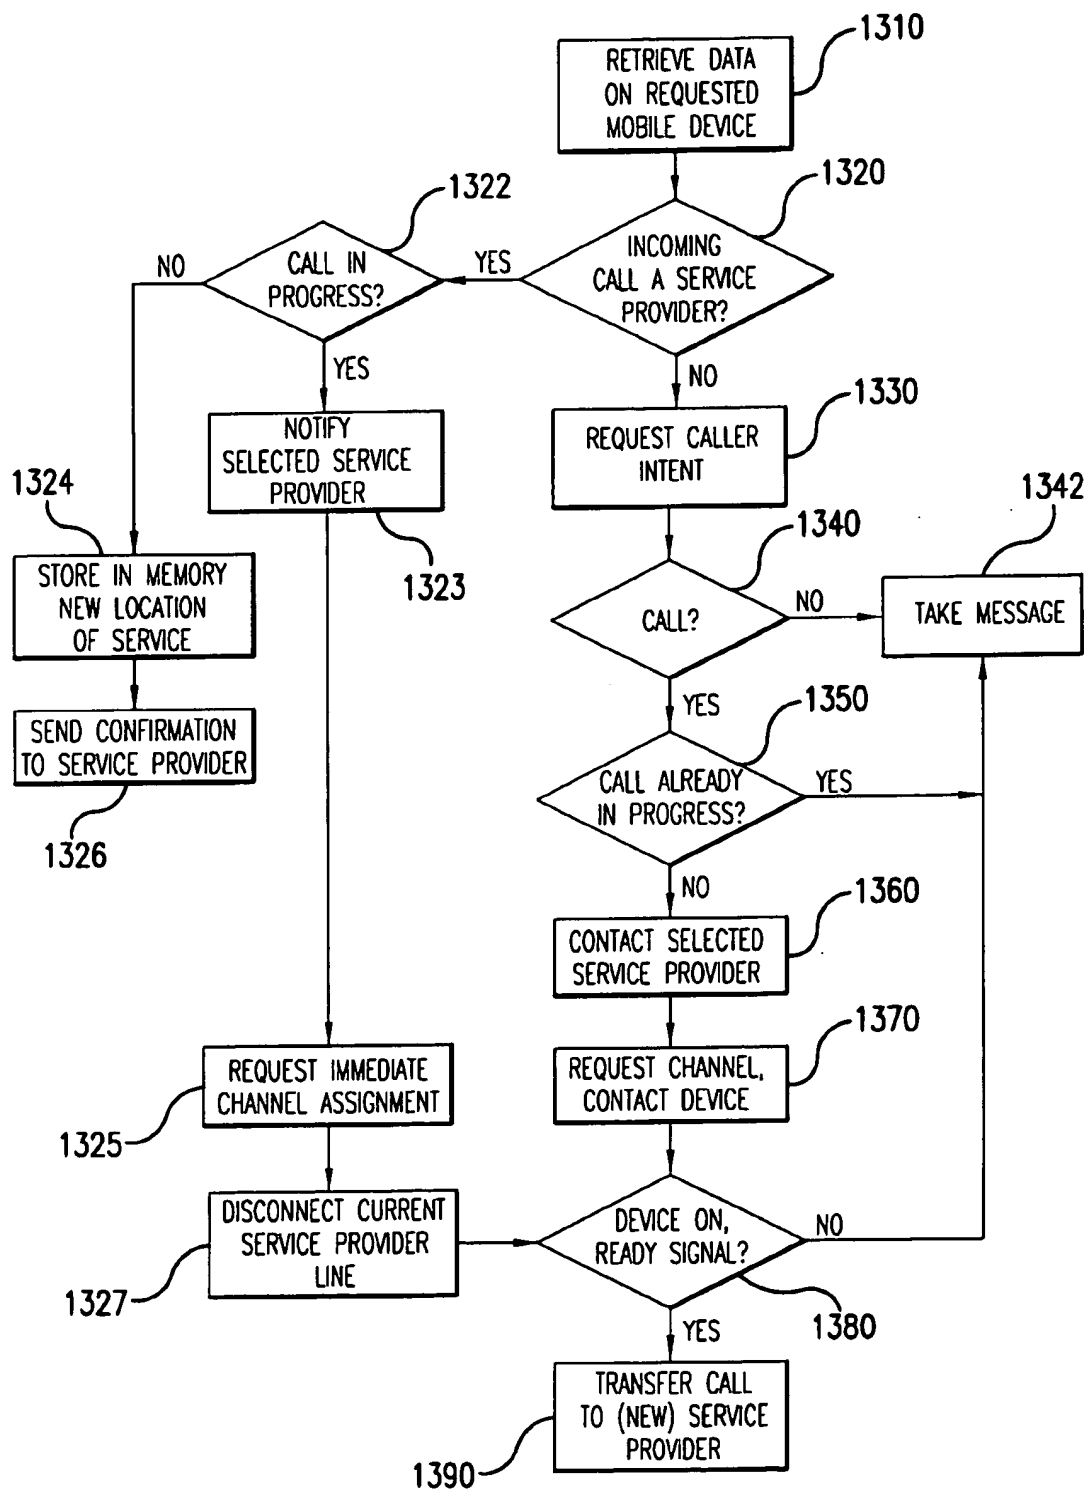 1310
RETRIEVE DATA
ON REQUESTED
MOBILE DEVICE
1320
INCOMING
CALL A SERVICE
PROVIDER?
YES
NO
1322
CALL IN
PROGRESS?
NO
YES
NOTIFY
SELECTED SERVICE
PROVIDER
1323
1324
STORE IN MEMORY
NEW LOCATION
OF SERVICE
SEND CONFIRMATION
TO SERVICE PROVIDER
1326
1330
REQUEST CALLER
INTENT
1340
CALL?
NO
YES
1342
TAKE MESSAGE
1350
CALL ALREADY
IN PROGRESS?
YES
NO
1360
CONTACT SELECTED
SERVICE PROVIDER
1370
REQUEST CHANNEL,
CONTACT DEVICE
REQUEST IMMEDIATE
CHANNEL ASSIGNMENT
1325
DISCONNECT CURRENT
SERVICE PROVIDER
LINE
1327
DEVICE ON,
READY SIGNAL?
NO
1380
YES
TRANSFER CALL
TO (NEW) SERVICE
PROVIDER
1390